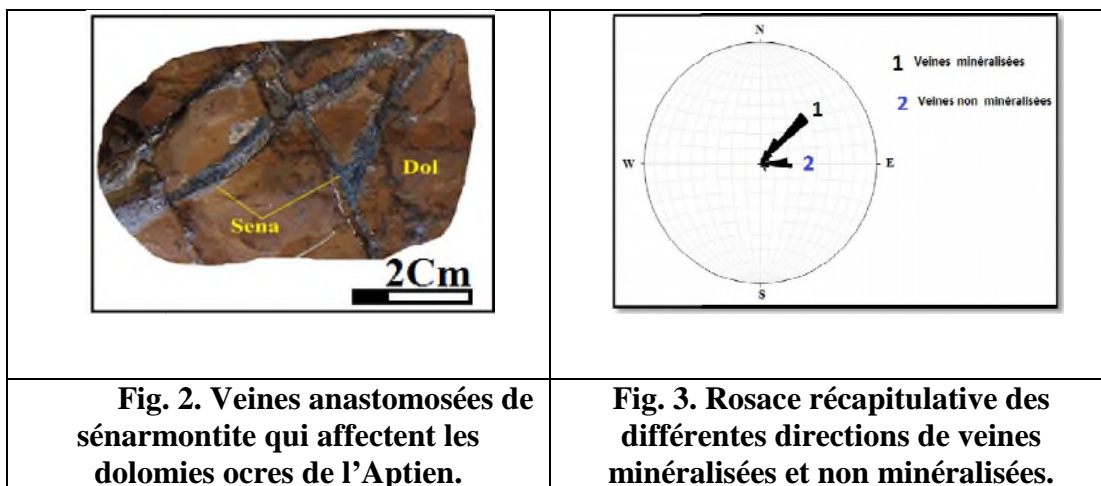 Dol
Sena
2Cm
N
1 Veines minéralisées
2 Veines non minéralisées
1
W
2
E
S
Fig. 2. Veines anastomosées de
sénarmontite qui affectent les
dolomies ocres de l’Aptien.
Fig. 3. Rosace récapitulative des
différentes directions de veines
minéralisées et non minéralisées.